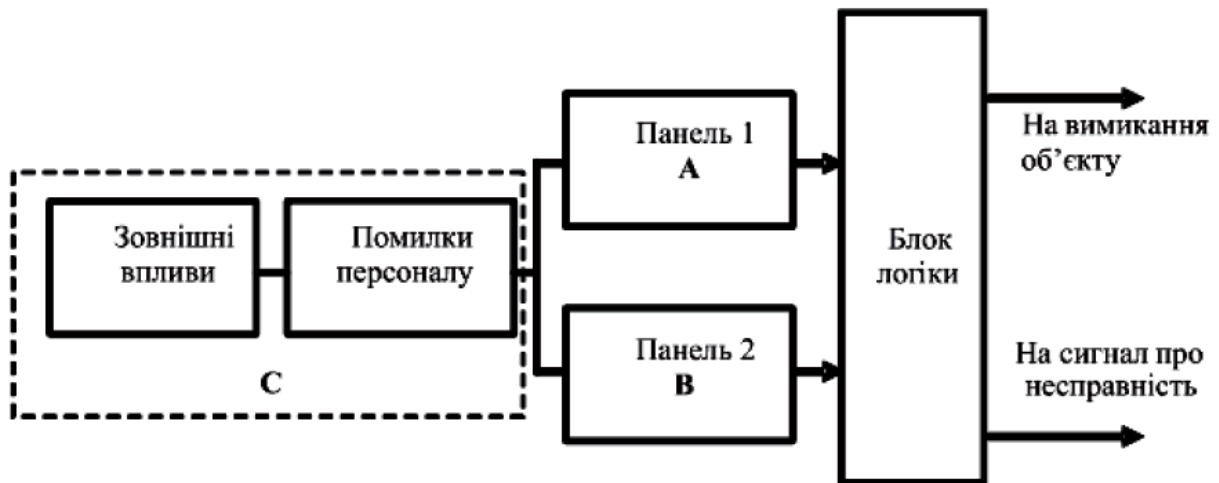 Зовнішні
впливи
Помилки
персоналу
С
Панель 1
А
Панель 2
В
Блок
логіки
На вимикання
об’єкту
На сигнал про
несправність